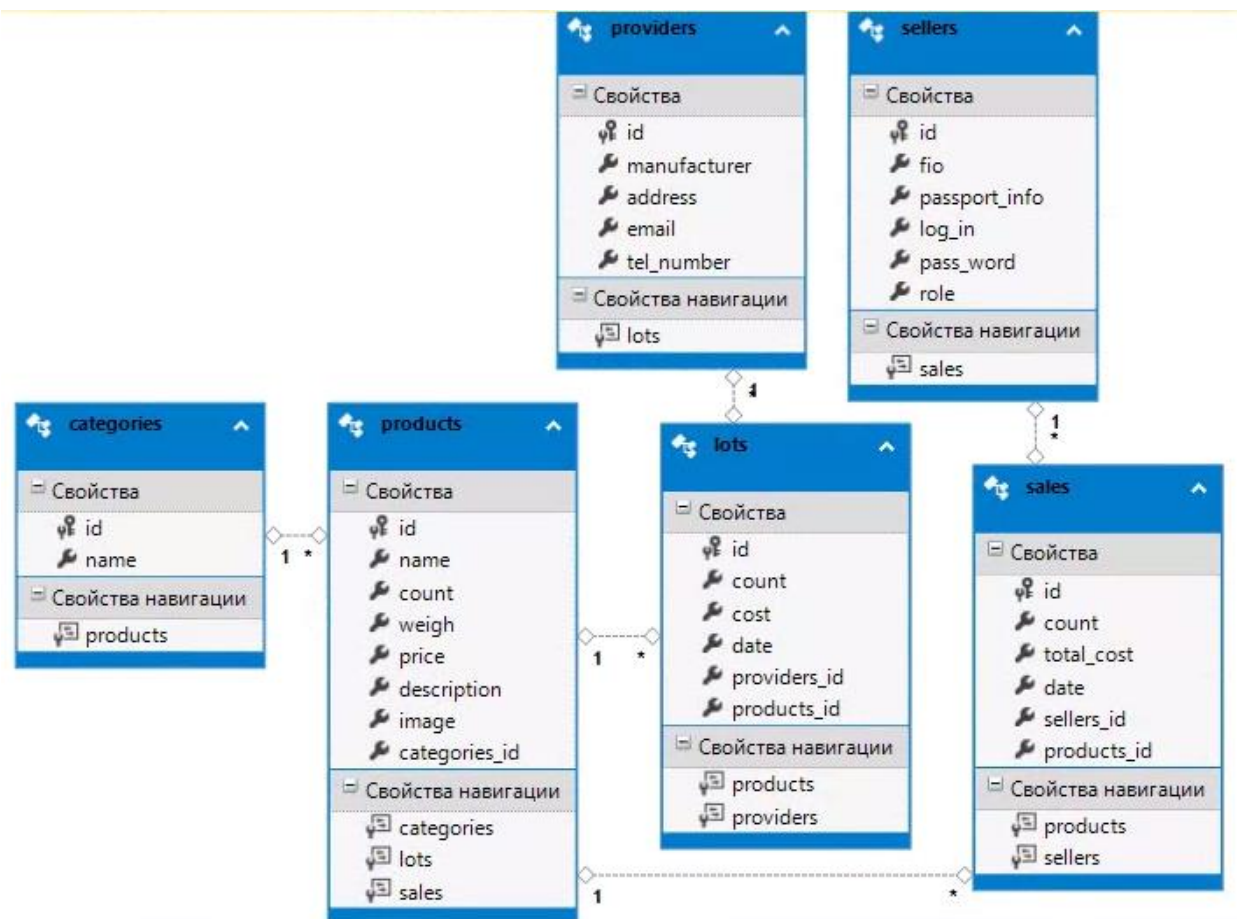 providers
Свойства
id
manufacturer
address
email
tel_number
Свойства навигации
lots
sellers
Свойства
id
fio
passport_info
log_in
pass_word
role
Свойства навигации
sales
categories
Свойства
id
name
Свойства навигации
products
1 *
products
Свойства
id
name
count
weigh
price
description
image
categories_id
Свойства навигации
categories
lots
sales
1 *
1 *
lots
Свойства
id
count
cost
date
providers_id
products_id
Свойства навигации
products
providers
1
*
sales
Свойства
id
count
total_cost
date
sellers_id
products_id
Свойства навигации
products
sellers